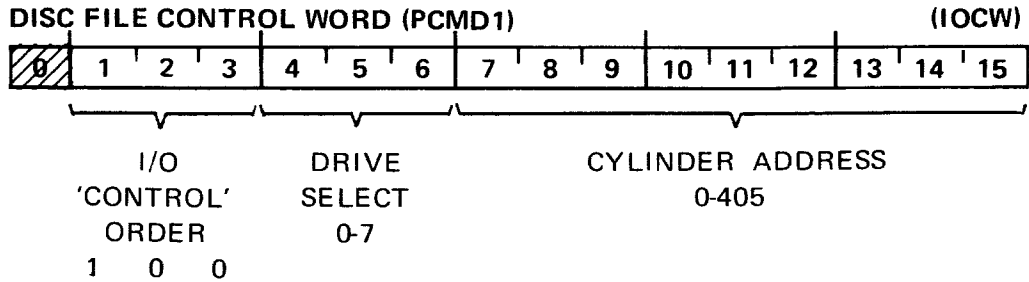 DISC FILE CONTROL WORD (PCMD1) (IOCW)
0 1 2 3 4 5 6 7 8 9 10 11 12 13 14 15
I/O DRIVE CYLINDER ADDRESS
'CONTROL' SELECT 0-405
ORDER 0-7
1 0 0